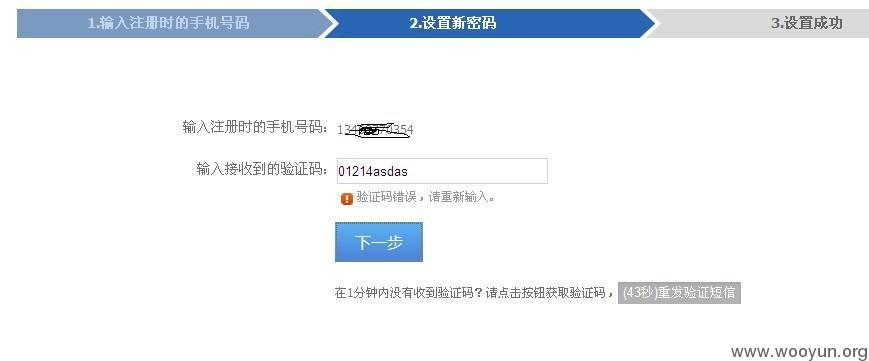 1.输入注册时的手机号码 2.设置新密码 3.设置成功
输入注册时的手机号码：
输入接收到的验证码： 01214asdas
验证码错误，请重新输入。
下一步
在1分钟内没有收到验证码？请点击按钮获取验证码， (43秒)重发验证短信
www.wooyun.org